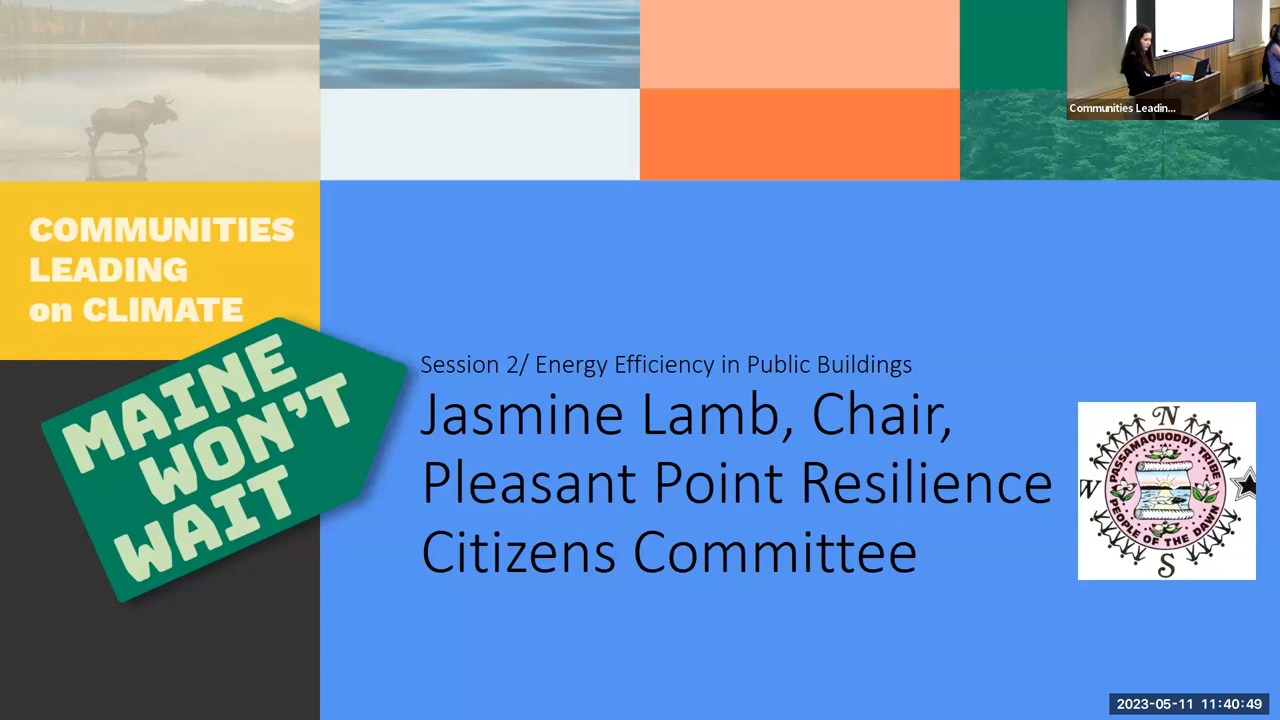 Communities Leadin...
COMMUNITIES
LEADING
on CLIMATE
MAINE
WON'T
WAIT
Session 2/ Energy Efficiency in Public Buildings
Jasmine Lamb, Chair,
Pleasant Point Resilience
Citizens Committee
N
W
S
PASSAMAQUODDY TRIBE
PEOPLE OF THE DAWN
2023-05-11 11:40:49